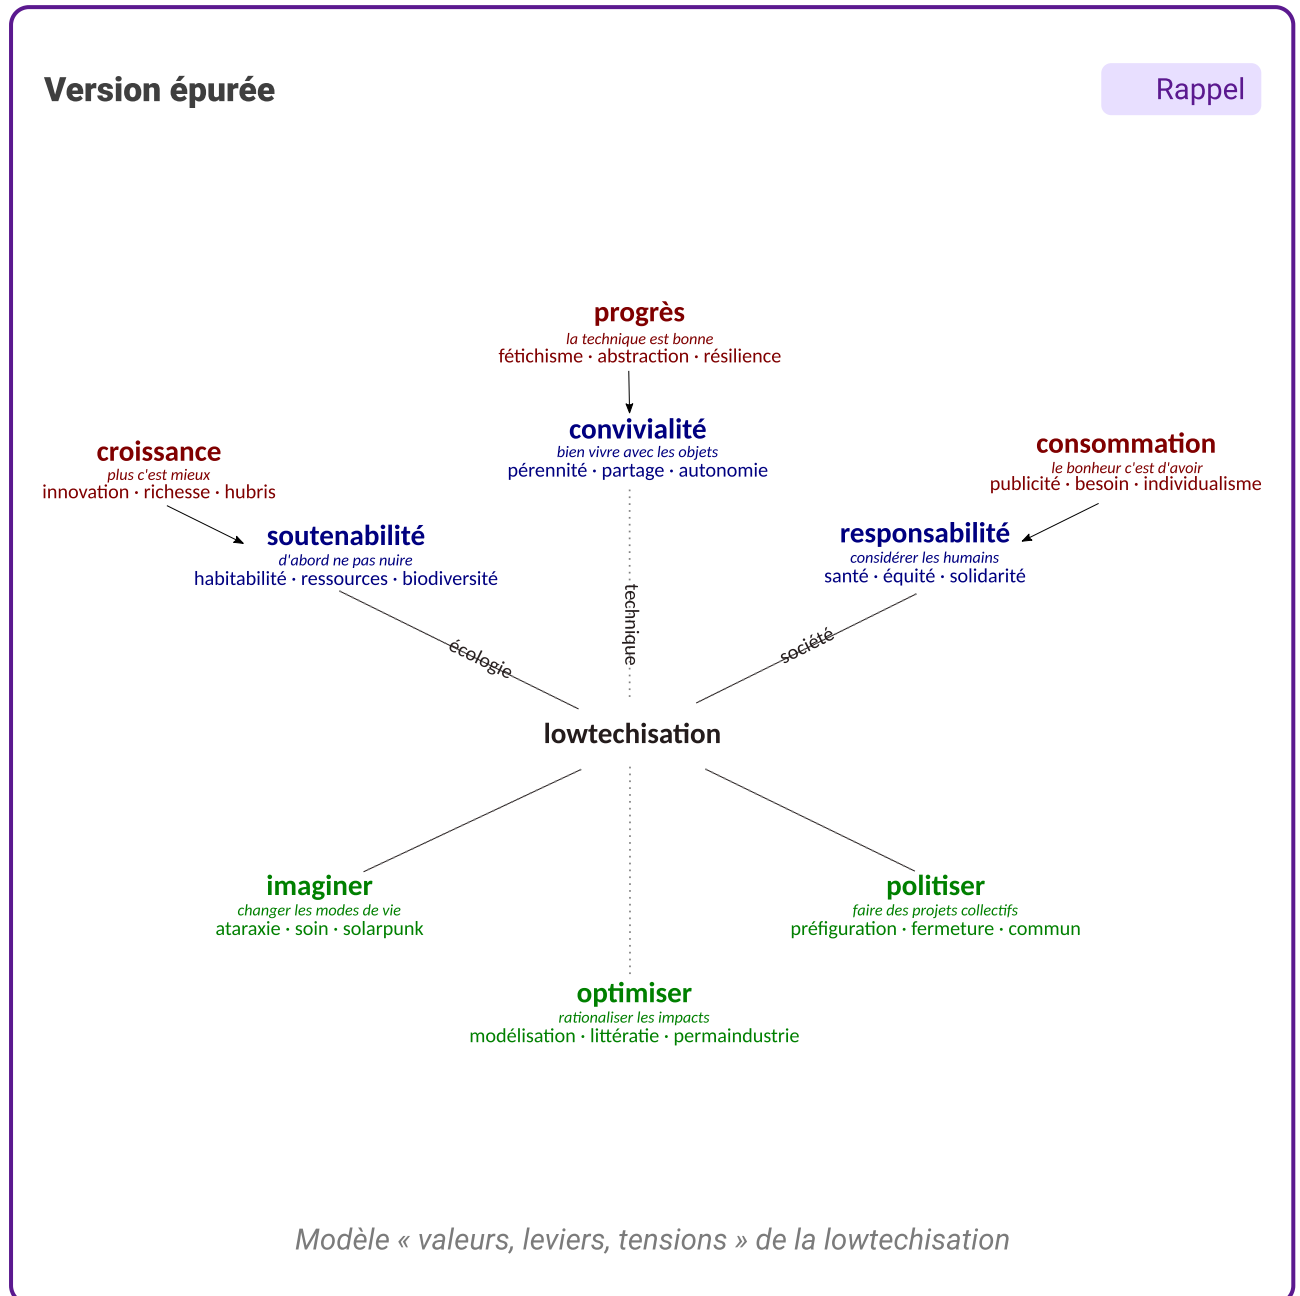 Version épurée
Rappel
progrès
la technique est bonne
fétichisme · abstraction · résilience
convivialité
bien vivre avec les objets
pérennité · partage · autonomie
croissance
plus c'est mieux
innovation · richesse · hubris
consommation
le bonheur c'est d'avoir
publicité · besoin · individualisme
soutenabilité
d'abord ne pas nuire
habitabilité · ressources · biodiversité
responsabilité
considérer les humains
santé · équité · solidarité
écologie
technique
société
lowtechisation
imaginer
changer les modes de vie
ataraxie · soin · solarpunk
politiser
faire des projets collectifs
préfiguration · fermeture · commun
optimiser
rationaliser les impacts
modélisation · littératie · permaindustrie
Modèle « valeurs, leviers, tensions » de la lowtechisation